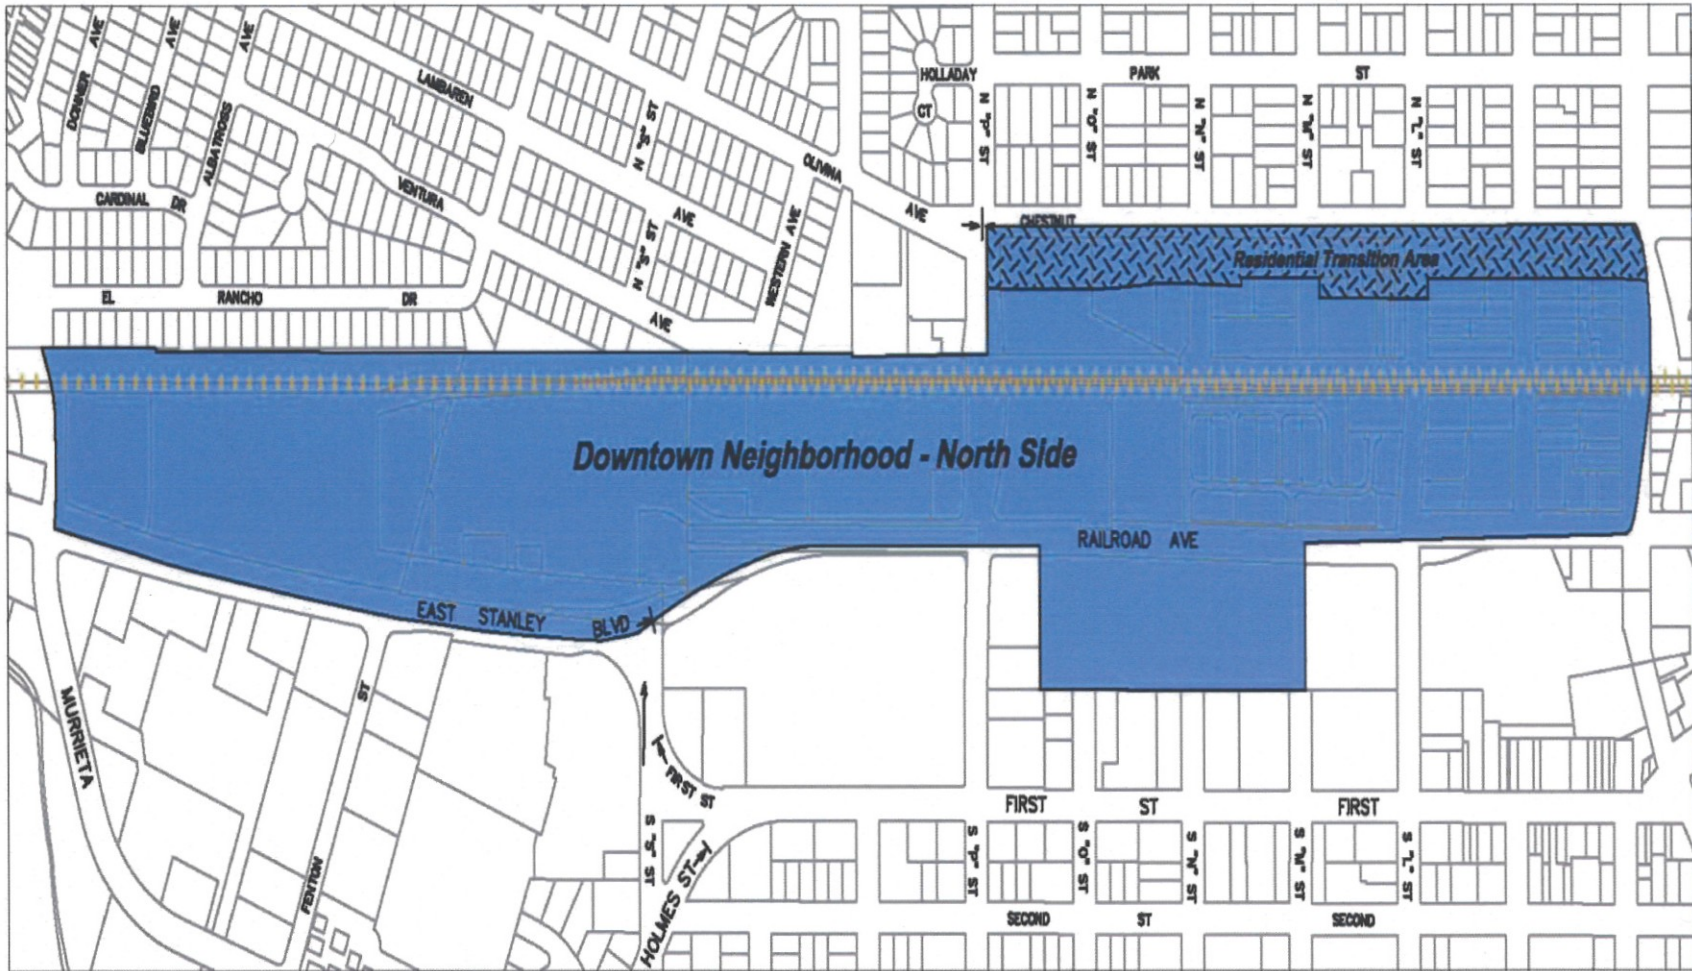 DONNER AVE
BLUEBIRD AVE
ALBATROSS AVE
LAMBAREN AVE
N "S" ST
OLIVINA AVE
HOLLADAY CT
PARK ST
N "P" ST
N "O" ST
N "N" ST
N "M" ST
N "L" ST
CARDINAL DR
VENTURA AVE
N "S" ST
WESTERN AVE
CHESTNUT
Residential Transition Area
EL RANCHO DR
Downtown Neighborhood - North Side
RAILROAD AVE
EAST STANLEY BLVD
MURRIETA
FENTON ST
FIRST ST
S "S" ST
HOLMES ST
FIRST ST FIRST
S "P" ST
S "O" ST
S "N" ST
S "M" ST
S "L" ST
SECOND ST SECOND